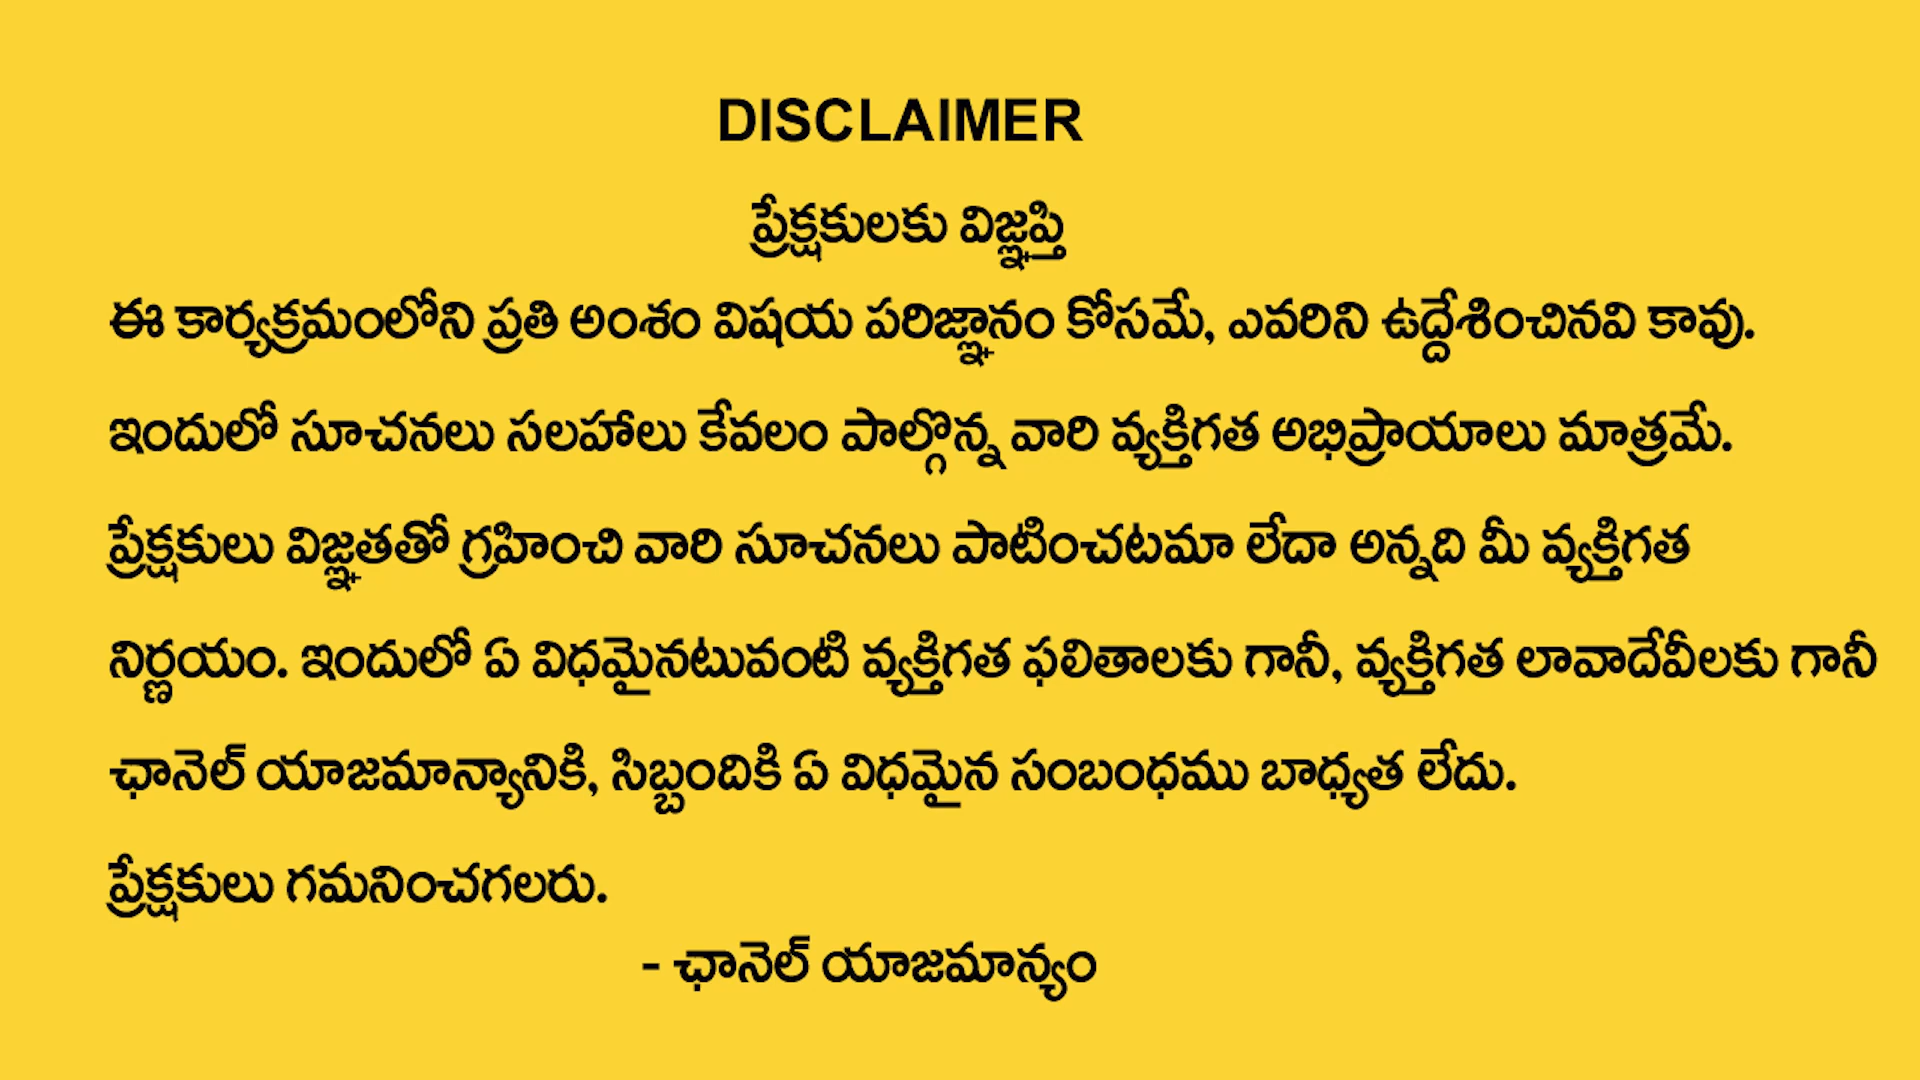 DISCLAIMER
ప్రేక్షకులకు విజ్ఞప్తి
ఈ కార్యక్రమంలోని ప్రతి అంశం విషయ పరిజ్ఞానం కోసమే, ఎవరిని ఉద్దేశించినవి కావు.
ఇందులో సూచనలు సలహాలు కేవలం పాల్గొన్న వారి వ్యక్తిగత అభిప్రాయాలు మాత్రమే.
ప్రేక్షకులు విజ్ఞతతో గ్రహించి వారి సూచనలు పాటించటమా లేదా అన్నది మీ వ్యక్తిగత
నిర్ణయం. ఇందులో ఏ విధమైనటువంటి వ్యక్తిగత ఫలితాలకు గానీ, వ్యక్తిగత లావాదేవీలకు గానీ
ఛానెల్ యాజమాన్యానికి, సిబ్బందికి ఏ విధమైన సంబంధము బాధ్యత లేదు.
ప్రేక్షకులు గమనించగలరు.
- ఛానెల్ యాజమాన్యం